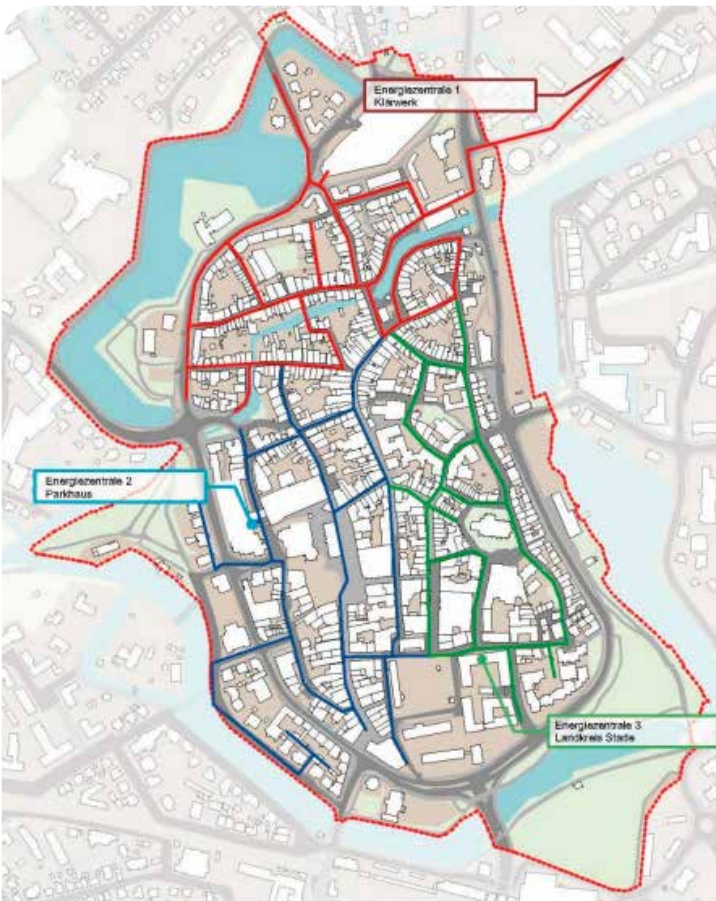 Energiezentrale 1
Klärwerk
Energiezentrale 2
Parkhaus
Energiezentrale 3
Landkreis Stade